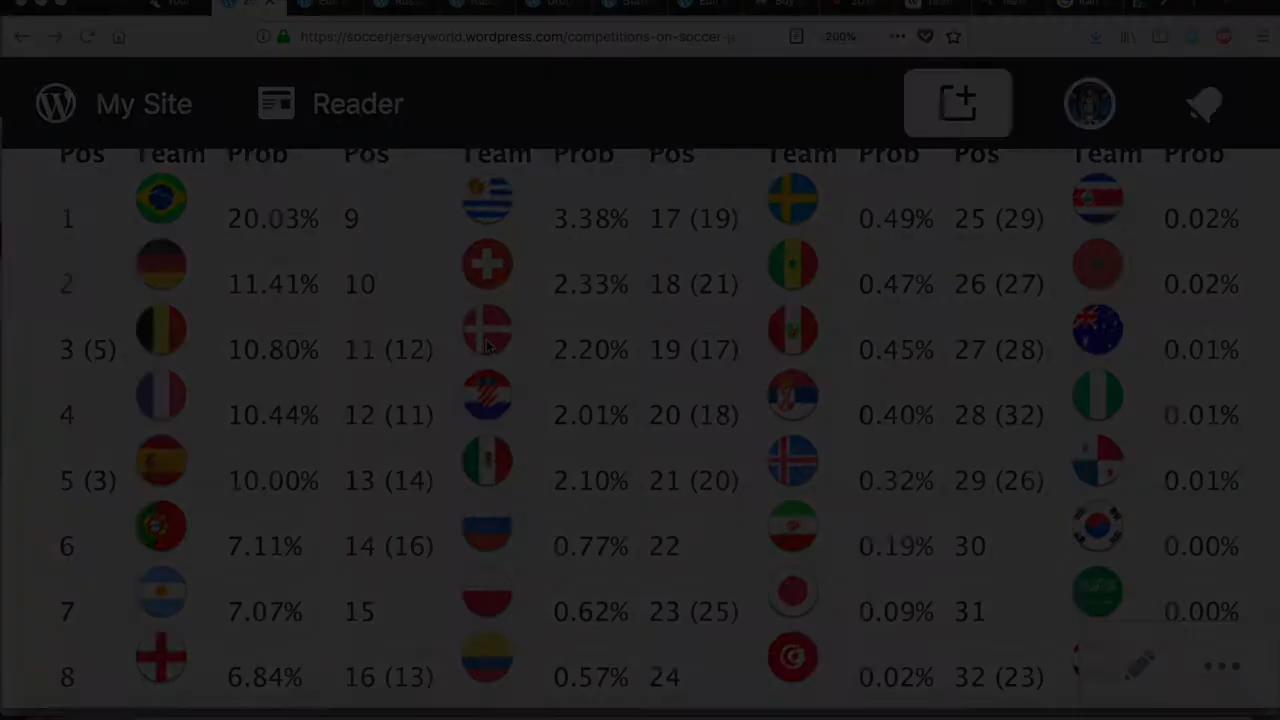 https://soccerjerseyworld.wordpress.com/competitions-on-soccer-j 200%
My Site Reader
Pos Team Prob Pos Team Prob Pos Team Prob Pos Team Prob
1 20.03% 9 3.38% 17 (19) 0.49% 25 (29) 0.02%
2 11.41% 10 2.33% 18 (21) 0.47% 26 (27) 0.02%
3 (5) 10.80% 11 (12) 2.20% 19 (17) 0.45% 27 (28) 0.01%
4 10.44% 12 (11) 2.01% 20 (18) 0.40% 28 (32) 0.01%
5 (3) 10.00% 13 (14) 2.10% 21 (20) 0.32% 29 (26) 0.01%
6 7.11% 14 (16) 0.77% 22 0.19% 30 0.00%
7 7.07% 15 0.62% 23 (25) 0.09% 31 0.00%
8 6.84% 16 (13) 0.57% 24 0.02% 32 (23)